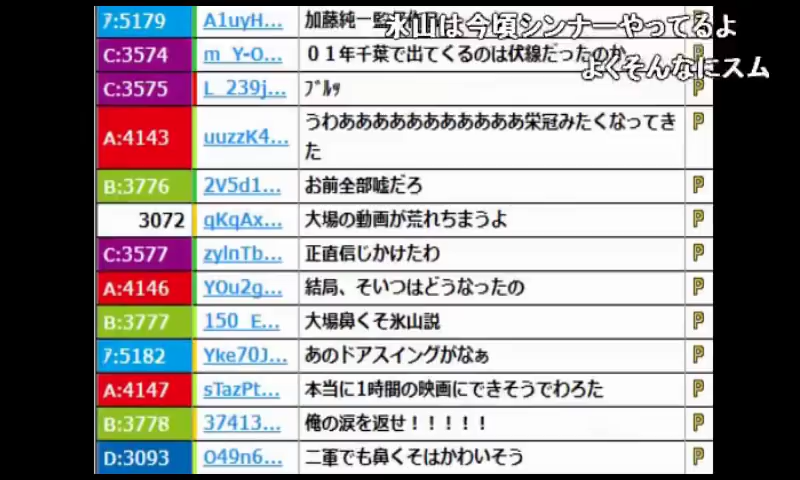 氷山は今頃シンナーやってるよ
よくそんなにスム
ｱ:5179 A1uyH...
C:3574 m_Y-O... ０１年千葉で出てくるのは伏線だったのか P
C:3575 L_239j... ﾌﾞﾙｯ P
A:4143 uuzzK4... うわあああああああああああ栄冠みたくなってき P
た
B:3776 2V5d1... お前全部嘘だろ P
3072 qKqAx... 大場の動画が荒れちまうよ P
C:3577 zylnTb... 正直信じかけたわ P
A:4146 YOu2g... 結局、そいつはどうなったの P
B:3777 150_E... 大場鼻くそ氷山説 P
ｱ:5182 Yke70J... あのドアスイングがなぁ P
A:4147 sTazPt... 本当に1時間の映画にできそうでわろた P
B:3778 37413... 俺の涙を返せ！！！！！ P
D:3093 O49n6... 二軍でも鼻くそはかわいそう P